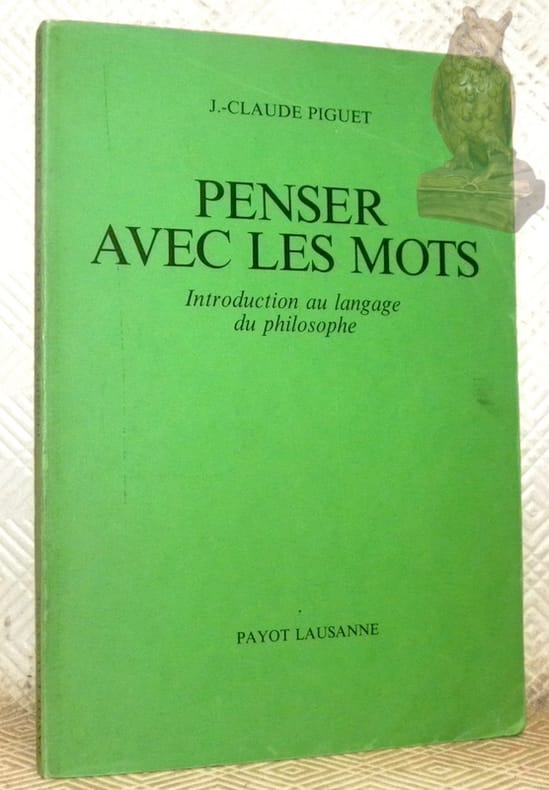 J.-CLAUDE PIGUET
PENSER
AVEC LES MOTS
Introduction au langage
du philosophe
PAYOT LAUSANNE